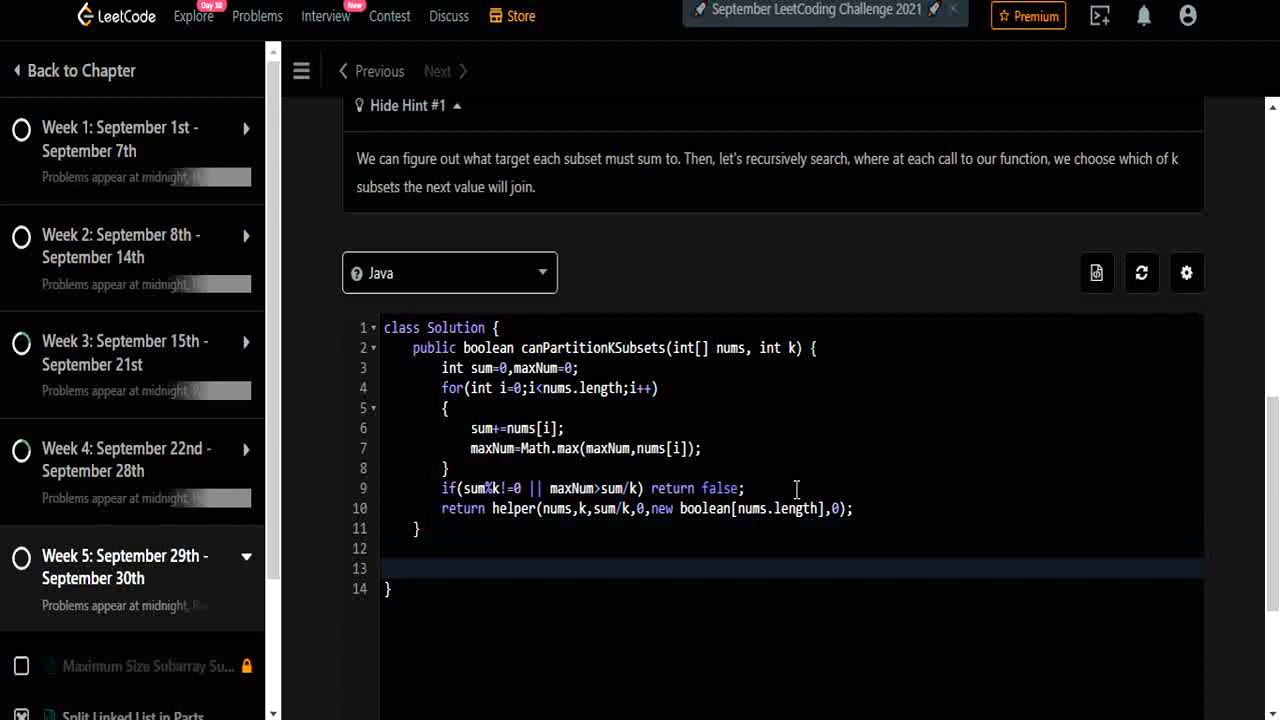 LeetCode
Explore
Day 30
Problems
Interview
New
Contest
Discuss
Store
🚀 September LeetCoding Challenge 2021 🚀
Premium
Back to Chapter
Previous
Next
Week 1: September 1st -
September 7th
Problems appear at midnight,
Week 2: September 8th -
September 14th
Problems appear at midnight,
Week 3: September 15th -
September 21st
Problems appear at midnight,
Week 4: September 22nd -
September 28th
Problems appear at midnight,
Week 5: September 29th -
September 30th
Problems appear at midnight,
Maximum Size Subarray Su...
Split Linked List in Parts
Hide Hint #1
We can figure out what target each subset must sum to. Then, let's recursively search, where at each call to our function, we choose which of k
subsets the next value will join.
Java
1 class Solution {
2 public boolean canPartitionKSubsets(int[] nums, int k) {
3 int sum=0,maxNum=0;
4 for(int i=0;i<nums.length;i++)
5 {
6 sum+=nums[i];
7 maxNum=Math.max(maxNum,nums[i]);
8 }
9 if(sum%k!=0 || maxNum>sum/k) return false;
10 return helper(nums,k,sum/k,0,new boolean[nums.length],0);
11 }
12
13
14 }